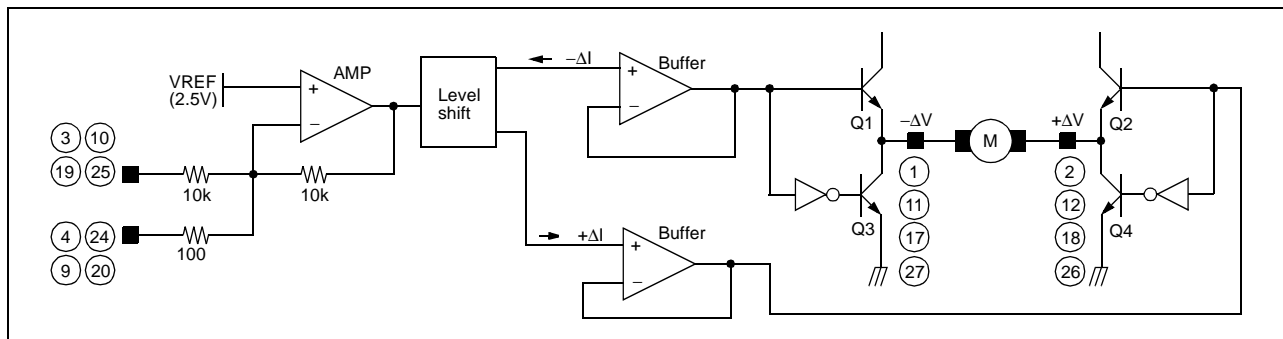 VREF
(2.5V)
AMP
+
−
3 10
19 25
10k
10k
4 24
9 20
100
Level
shift
−ΔI
+ΔI
Buffer
+
−
Buffer
+
−
Q1
Q3
−ΔV
1
11
17
27
M
+ΔV
2
12
18
26
Q2
Q4